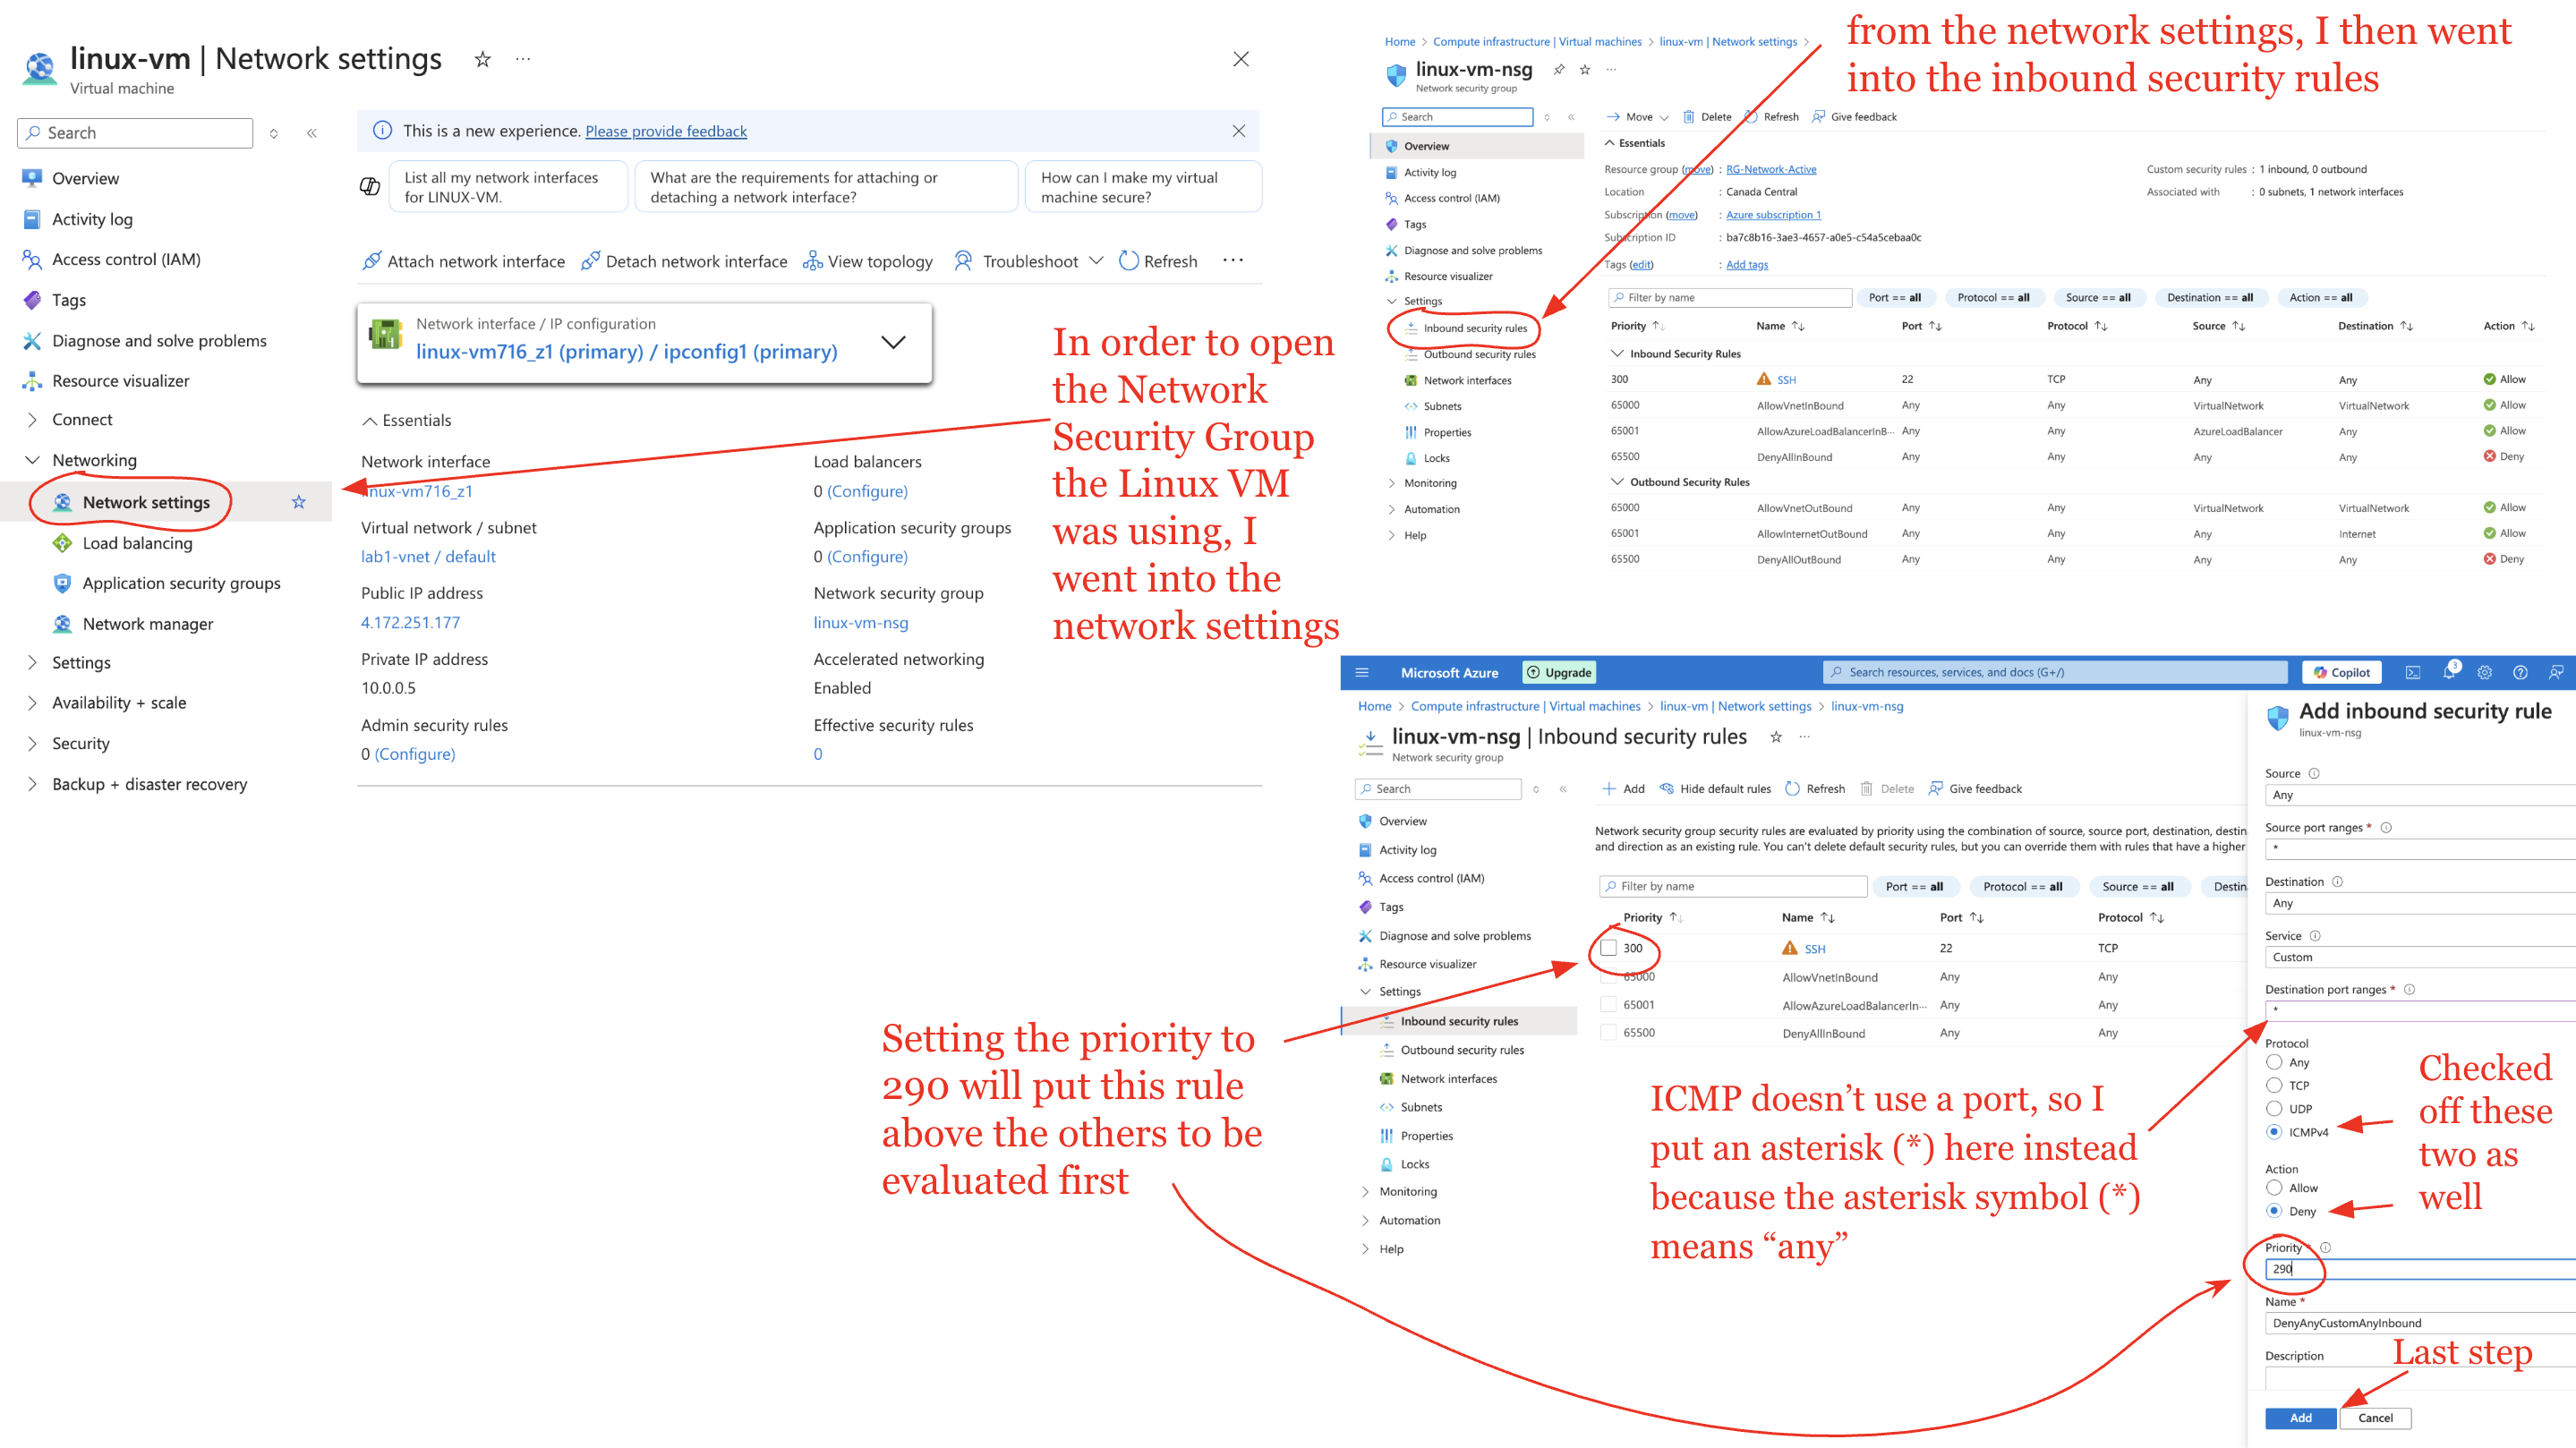 linux-vm | Network settings
Virtual machine
Search
Overview
Activity log
Access control (IAM)
Tags
Diagnose and solve problems
Resource visualizer
Connect
Networking
Network settings
Load balancing
Application security groups
Network manager
Settings
Availability + scale
Security
Backup + disaster recovery
This is a new experience. Please provide feedback
List all my network interfaces
for LINUX-VM.
What are the requirements for attaching or
detaching a network interface?
How can I make my virtual
machine secure?
Attach network interface Detach network interface View topology Troubleshoot Refresh
Network interface / IP configuration
linux-vm716_z1 (primary) / ipconfig1 (primary)
Essentials
Network interface
linux-vm716_z1
Virtual network / subnet
lab1-vnet / default
Public IP address
4.172.251.177
Private IP address
10.0.0.5
Admin security rules
0 (Configure)
Load balancers
0 (Configure)
Application security groups
0 (Configure)
Network security group
linux-vm-nsg
Accelerated networking
Enabled
Effective security rules
0
In order to open
the Network
Security Group
the Linux VM
was using, I
went into the
network settings
from the network settings, I then went
into the inbound security rules
Home > Compute infrastructure | Virtual machines > linux-vm | Network settings >
linux-vm-nsg
Network security group
Search
Overview
Activity log
Access control (IAM)
Tags
Diagnose and solve problems
Resource visualizer
Settings
Inbound security rules
Outbound security rules
Network interfaces
Subnets
Properties
Locks
Monitoring
Automation
Help
Move Delete Refresh Give feedback
Essentials
Resource group (move) : RG-Network-Active
Location : Canada Central
Subscription (move) : Azure subscription 1
Subscription ID : ba7c8b16-3ae3-4657-a0e5-c54a5cebaa0c
Tags (edit) : Add tags
Custom security rules : 1 inbound, 0 outbound
Associated with : 0 subnets, 1 network interfaces
Filter by name Port == all Protocol == all Source == all Destination == all Action == all
Priority Name Port Protocol Source Destination Action
Inbound Security Rules
300 SSH 22 TCP Any Any Allow
65000 AllowVnetInBound Any Any VirtualNetwork VirtualNetwork Allow
65001 AllowAzureLoadBalancerInB... Any Any AzureLoadBalancer Any Allow
65500 DenyAllInBound Any Any Any Any Deny
Outbound Security Rules
65000 AllowVnetOutBound Any Any VirtualNetwork VirtualNetwork Allow
65001 AllowInternetOutBound Any Any Any Internet Allow
65500 DenyAllOutBound Any Any Any Any Deny
Microsoft Azure Upgrade Search resources, services, and docs (G+/) Copilot 3
Home > Compute infrastructure | Virtual machines > linux-vm | Network settings > linux-vm-nsg
linux-vm-nsg | Inbound security rules
Network security group
Search
Overview
Activity log
Access control (IAM)
Tags
Diagnose and solve problems
Resource visualizer
Settings
Inbound security rules
Outbound security rules
Network interfaces
Subnets
Properties
Locks
Monitoring
Automation
Help
Add Hide default rules Refresh Delete Give feedback
Network security group security rules are evaluated by priority using the combination of source, source port, destination, destin
and direction as an existing rule. You can't delete default security rules, but you can override them with rules that have a higher
Filter by name Port == all Protocol == all Source == all Destin
Priority Name Port Protocol
300 SSH 22 TCP
65000 AllowVnetInBound Any Any
65001 AllowAzureLoadBalancerIn... Any Any
65500 DenyAllInBound Any Any
Setting the priority to
290 will put this rule
above the others to be
evaluated first
ICMP doesn't use a port, so I
put an asterisk (*) here instead
because the asterisk symbol (*)
means “any”
Add inbound security rule
linux-vm-nsg
Source
Any
Source port ranges *
*
Destination
Any
Service
Custom
Destination port ranges *
*
Protocol
Any
TCP
UDP
ICMPv4
Action
Allow
Deny
Checked
off these
two as
well
Priority *
290
Name *
DenyAnyCustomAnyInbound
Description
Last step
Add Cancel